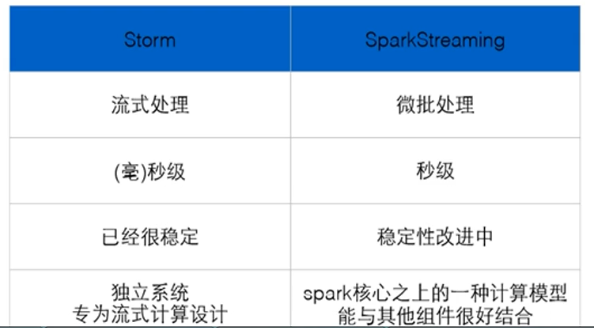 Storm
SparkStreaming
流式处理
微批处理
(毫)秒级
秒级
已经很稳定
稳定性改进中
独立系统
专为流式计算设计
spark核心之上的一种计算模型
能与其他组件很好结合